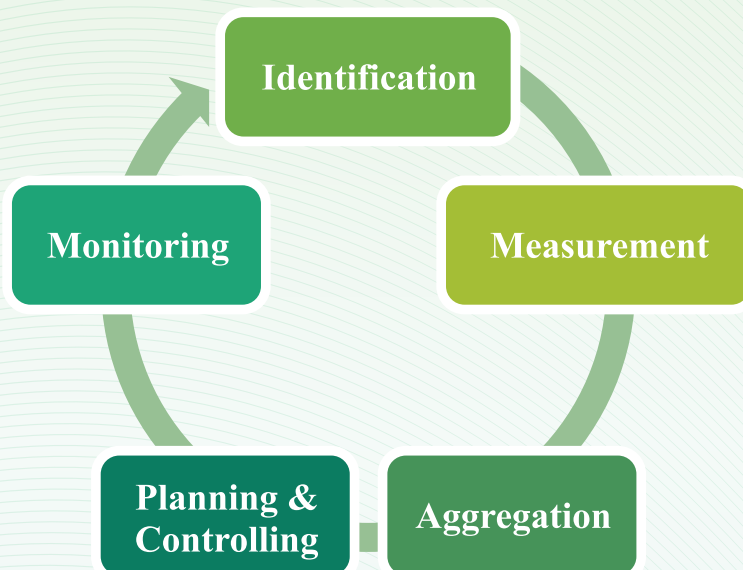 Identification
Measurement
Aggregation
Planning &
Controlling
Monitoring